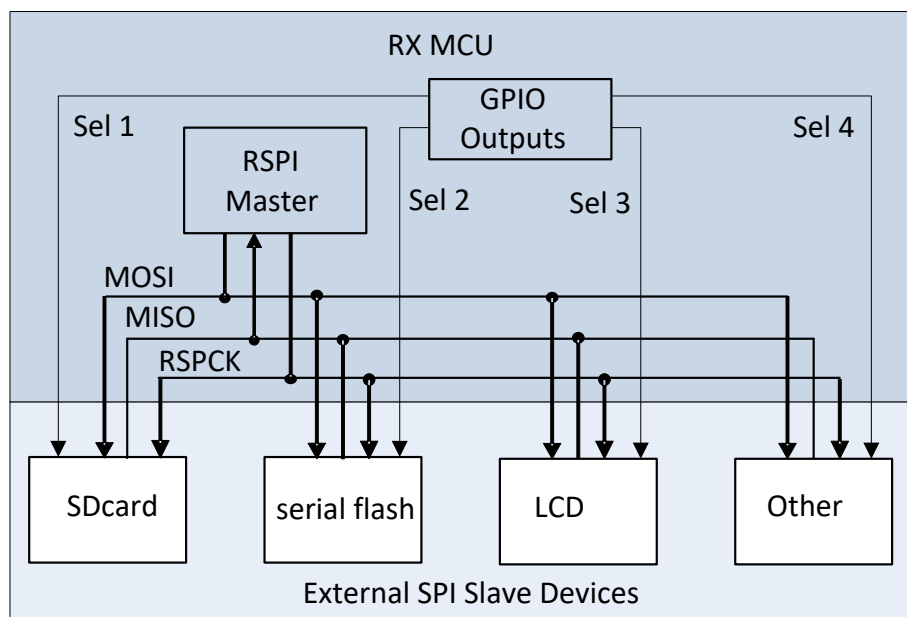 RX MCU
GPIO
Outputs
Sel 1
Sel 4
RSPI
Master
Sel 2
Sel 3
MOSI
MISO
RSPCK
SDcard
serial flash
LCD
Other
External SPI Slave Devices